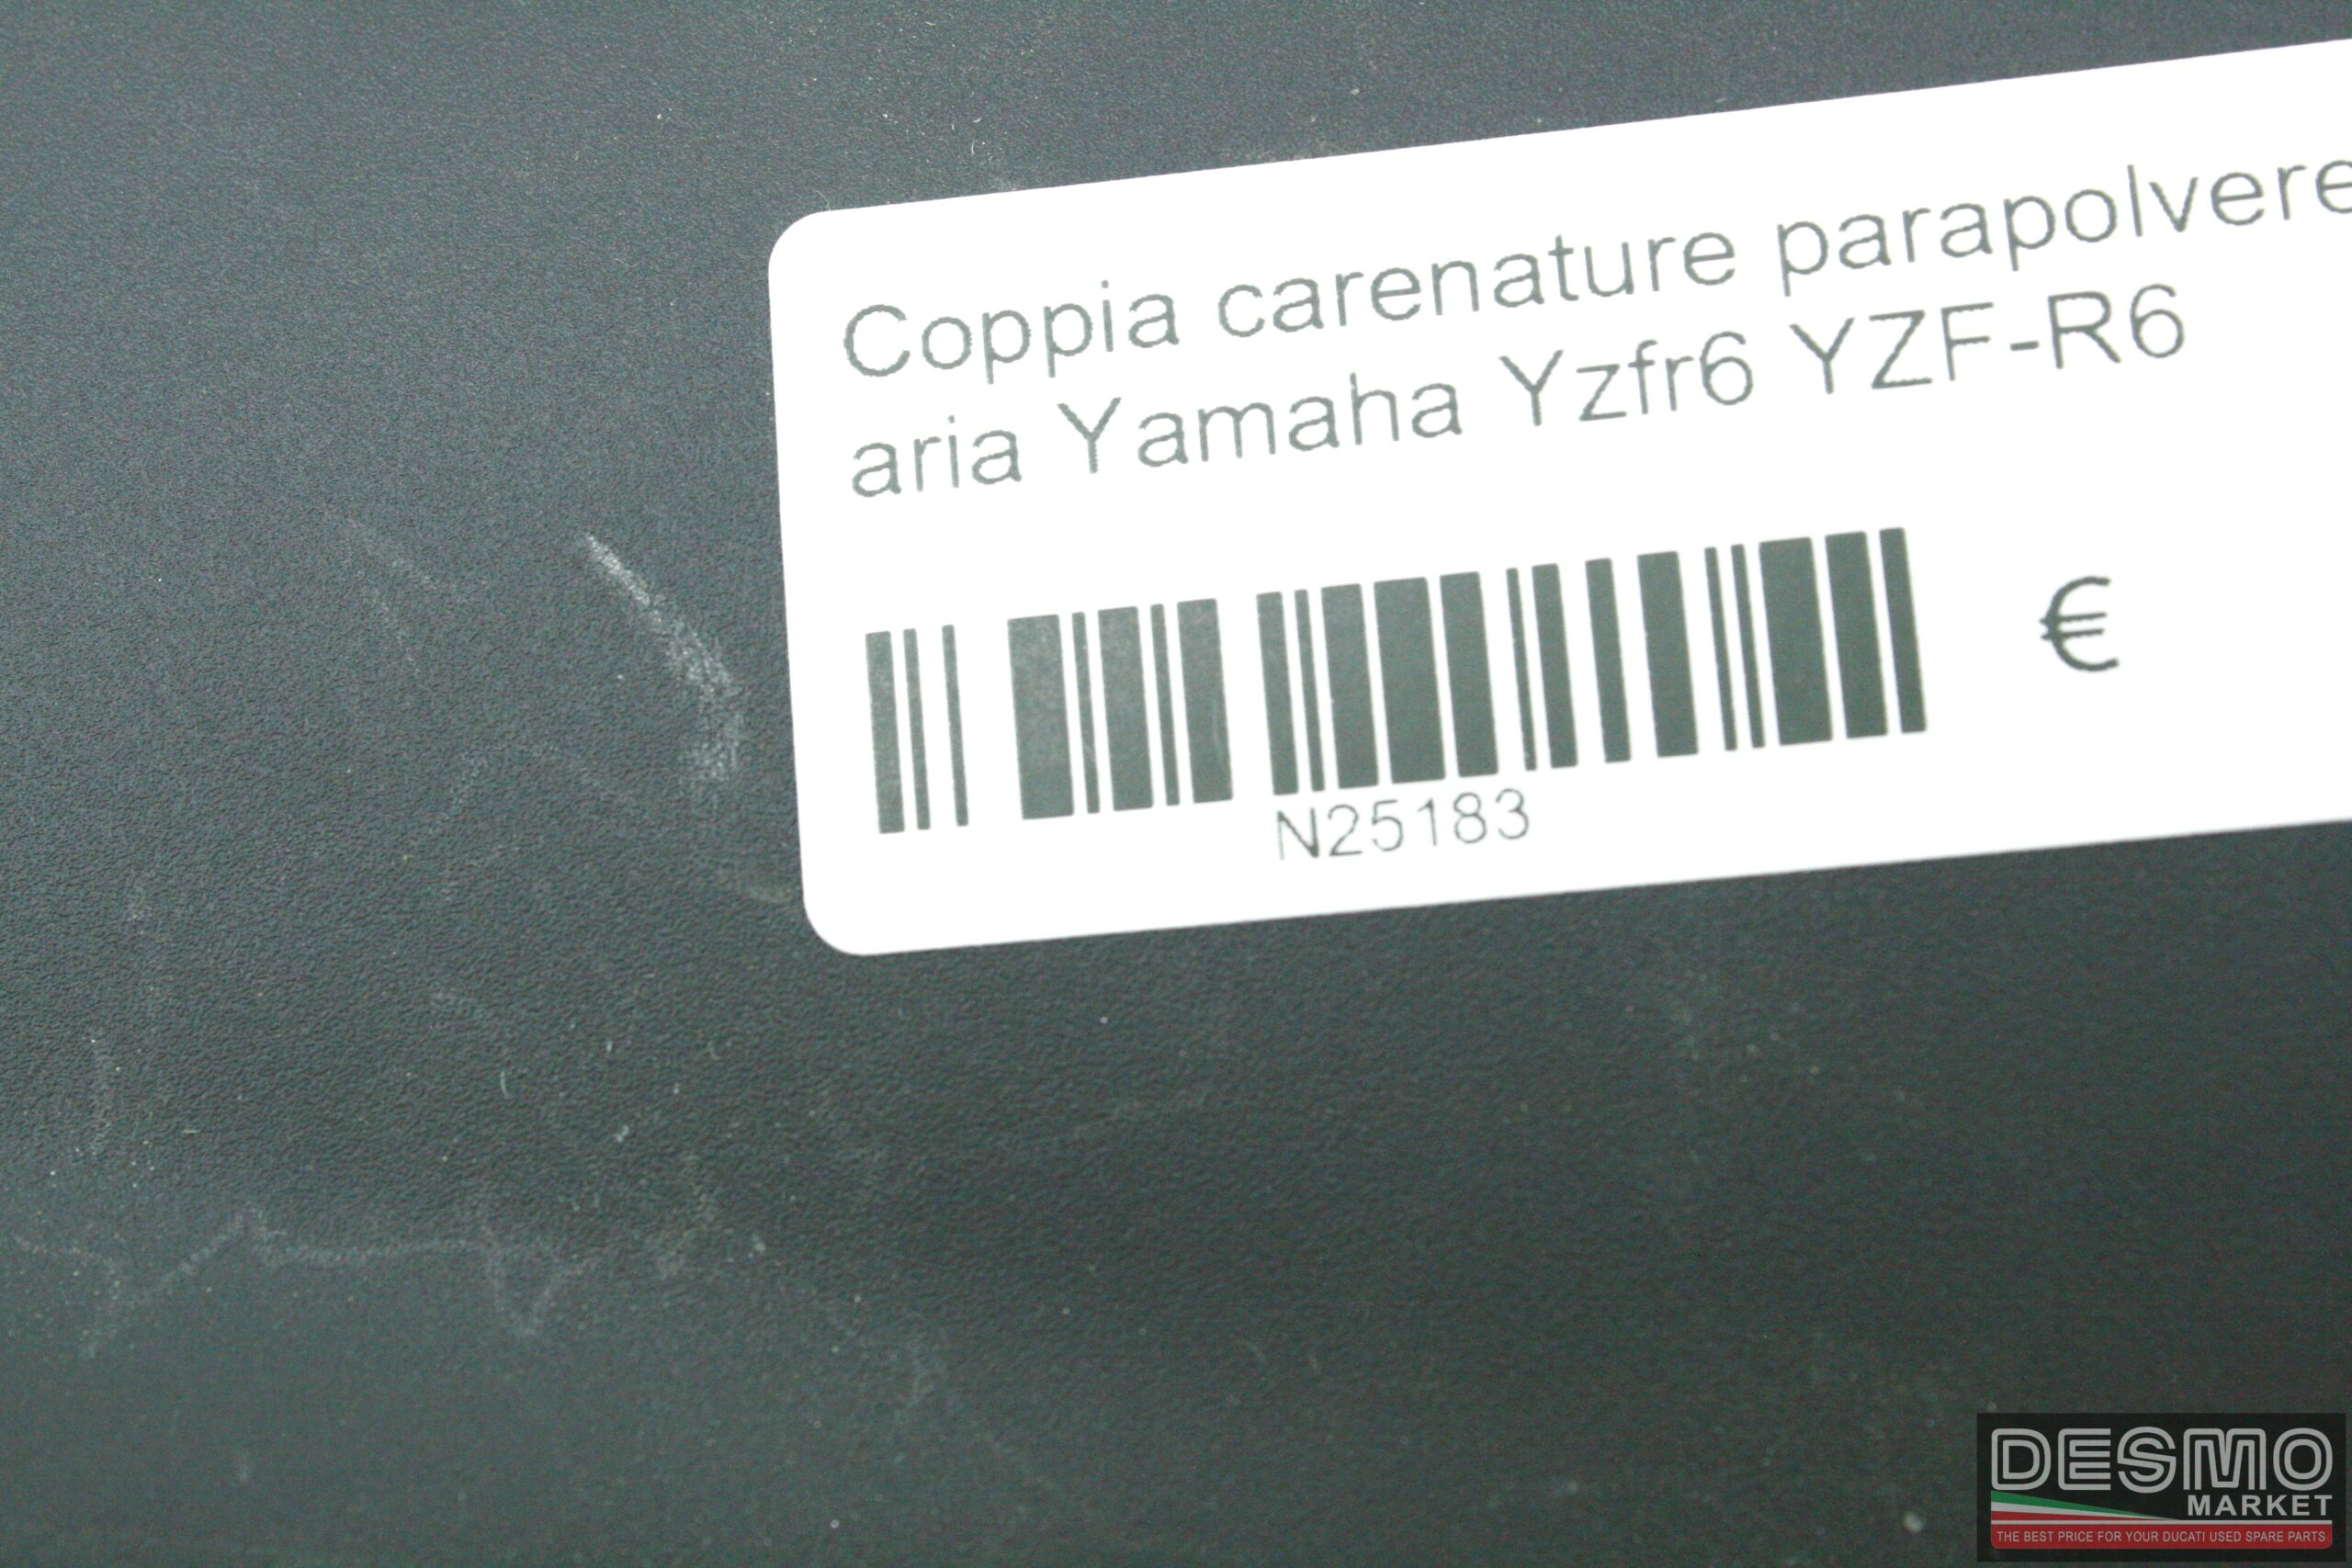 Coppia carenature parapolvere
aria Yamaha Yzfr6 YZF-R6
€
N25183
DESMO
MARKET
THE BEST PRICE FOR YOUR DUCATI USED SPARE PARTS